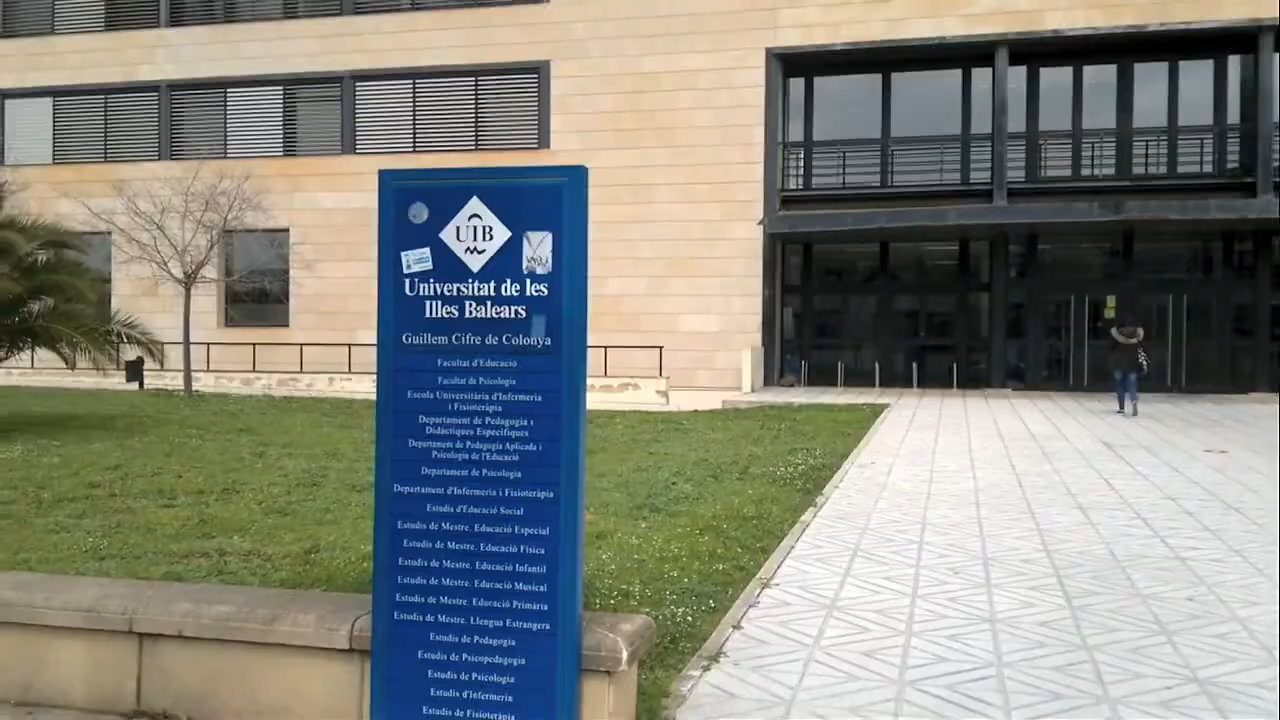 UIB
Universitat de les
Illes Balears
Guillem Cifre de Colonya
Facultat d'Educació
Facultat de Psicologia
Escola Universitària d'Infermeria
i Fisioteràpia
Departament de Pedagogia i
Didàctiques Específiques
Departament de Pedagogia Aplicada i
Psicologia de l'Educació
Departament de Psicologia
Departament d'Infermeria i Fisioteràpia
Estudis d'Educació Social
Estudis de Mestre. Educació Especial
Estudis de Mestre. Educació Física
Estudis de Mestre. Educació Infantil
Estudis de Mestre. Educació Musical
Estudis de Mestre. Educació Primària
Estudis de Mestre. Llengua Estrangera
Estudis de Pedagogia
Estudis de Psicopedagogia
Estudis de Psicologia
Estudis d'Infermeria
Estudis de Fisioteràpia